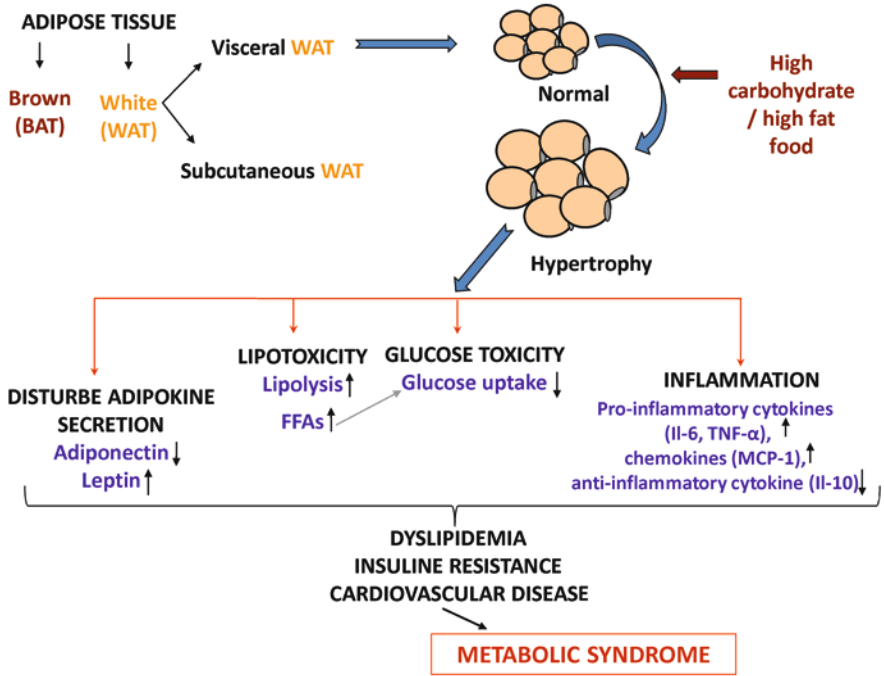 ADIPOSE TISSUE
Brown
(BAT)
White
(WAT)
Visceral WAT
Subcutaneous WAT
Normal
High
carbohydrate
/ high fat
food
Hypertrophy
DISTURBE ADIPOKINE
SECRETION
Adiponectin ↓
Leptin ↑
LIPOTOXICITY
Lipolysis ↑
FFAs ↑
GLUCOSE TOXICITY
Glucose uptake ↓
INFLAMMATION
Pro-inflammatory cytokines
(Il-6, TNF-α), ↑
chemokines (MCP-1), ↑
anti-inflammatory cytokine (Il-10) ↓
DYSLIPIDEMIA
INSULINE RESISTANCE
CARDIOVASCULAR DISEASE
METABOLIC SYNDROME